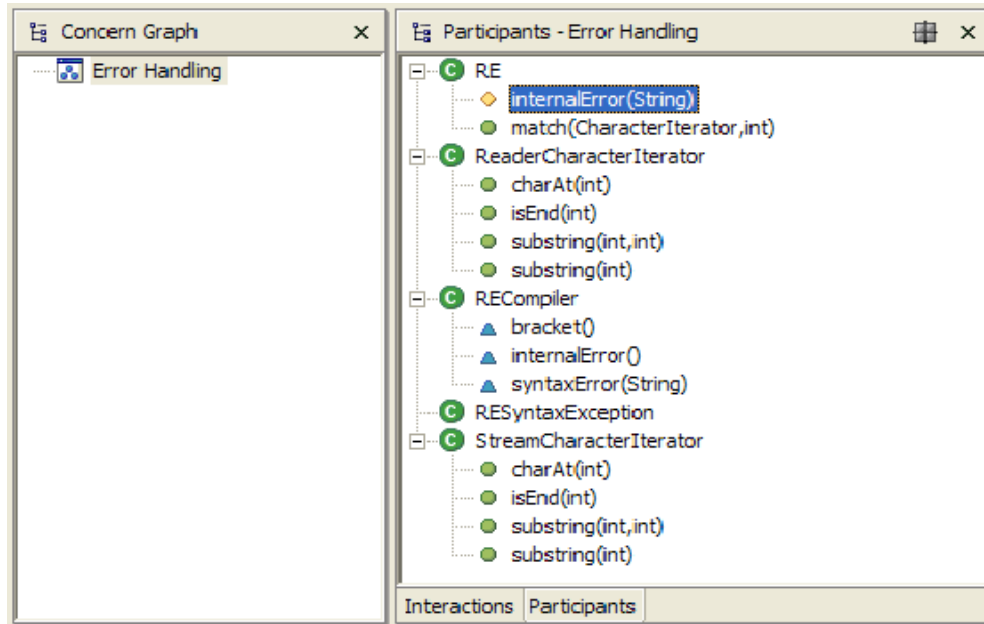 Concern Graph
Error Handling
Participants - Error Handling
RE
internalError(String)
match(CharacterIterator,int)
ReaderCharacterIterator
charAt(int)
isEnd(int)
substring(int,int)
substring(int)
RECompiler
bracket()
internalError()
syntaxError(String)
RESyntaxException
StreamCharacterIterator
charAt(int)
isEnd(int)
substring(int,int)
substring(int)
Interactions Participants